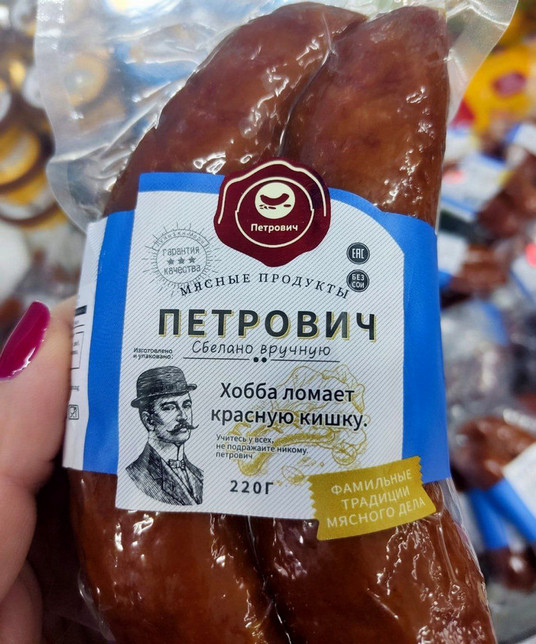 Петрович
гарантия
качества
EAC
БЕЗ
СОИ
МЯСНЫЕ ПРОДУКТЫ
ПЕТРОВИЧ
Сделано вручную
Изготовлено
и упаковано:
Хобба ломает
красную кишку.
Учитесь у всех,
не подражайте никому.
петрович
220Г
ФАМИЛЬНЫЕ
ТРАДИЦИИ
МЯСНОГО ДЕЛА